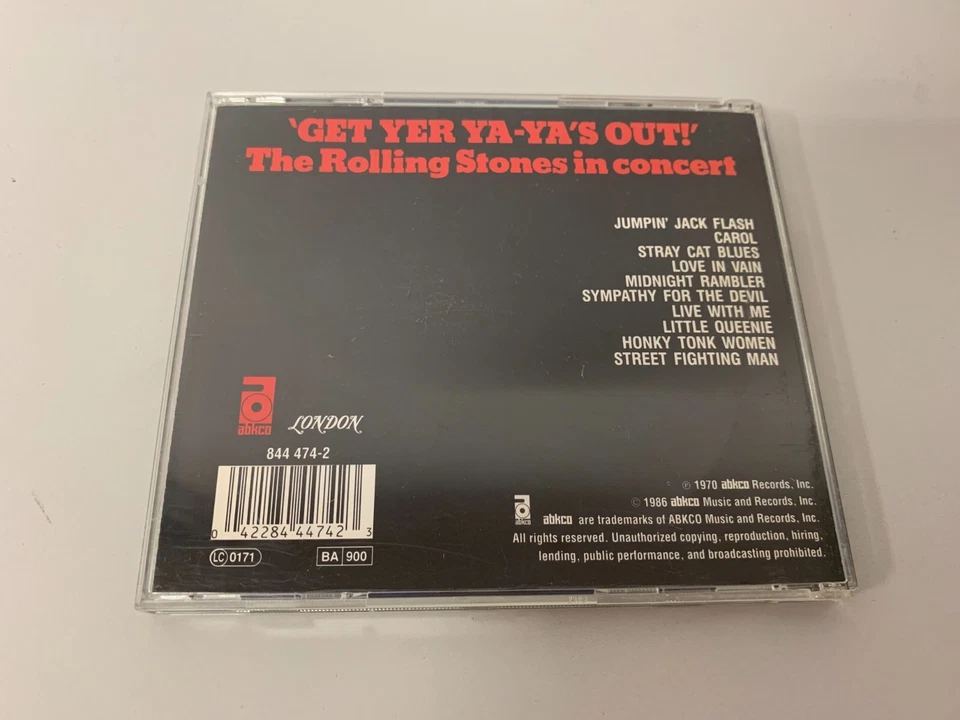 'GET YER YA-YA'S OUT!'
The Rolling Stones in concert
JUMPIN' JACK FLASH
CAROL
STRAY CAT BLUES
LOVE IN VAIN
MIDNIGHT RAMBLER
SYMPATHY FOR THE DEVIL
LIVE WITH ME
LITTLE QUEENIE
HONKY TONK WOMEN
STREET FIGHTING MAN
abkco
LONDON
844 474-2
0 42284 44742 3
LC 0171
BA 900
℗ 1970 abkco Records, Inc.
© 1986 abkco Music and Records, Inc.
abkco abkco are trademarks of ABKCO Music and Records, Inc.
All rights reserved. Unauthorized copying, reproduction, hiring,
lending, public performance, and broadcasting prohibited.